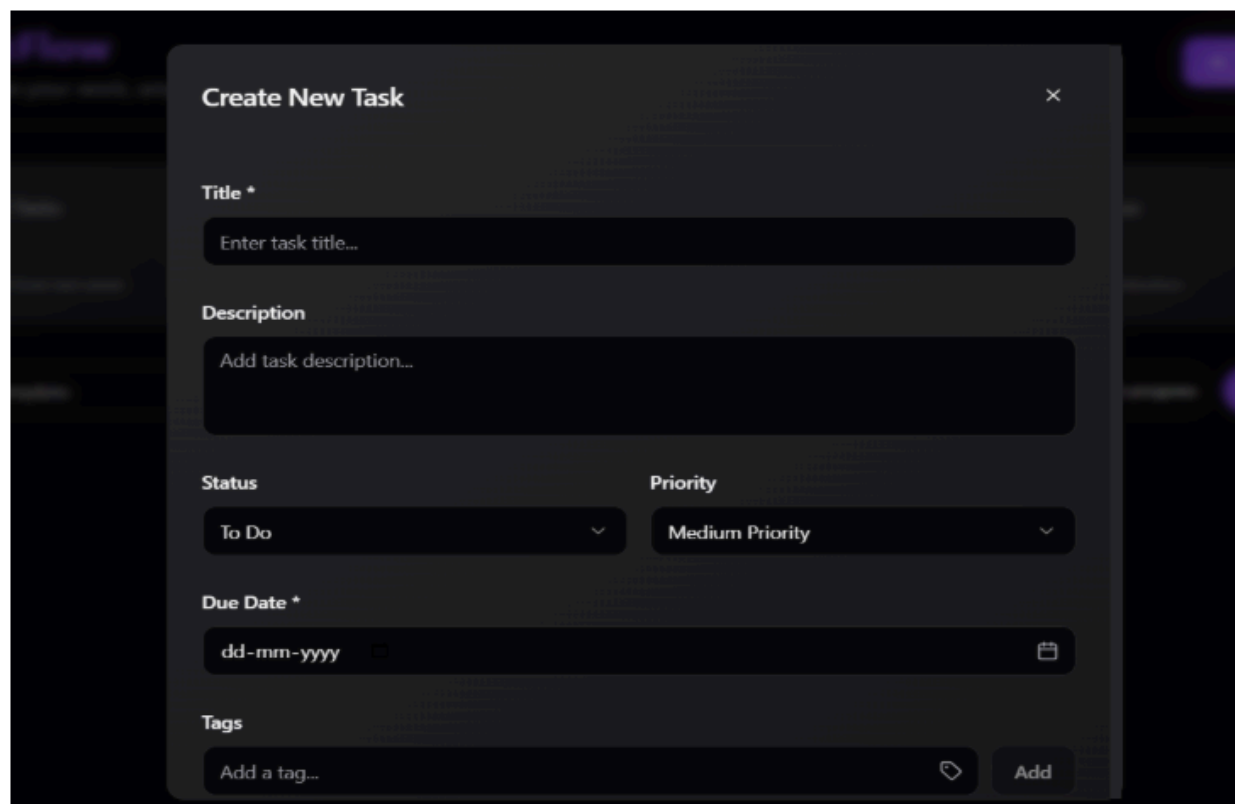 Flow
Create New Task
Title *
Enter task title...
Description
Add task description...
Status
Priority
To Do
Medium Priority
Due Date *
dd-mm-yyyy
Tags
Add a tag...
Add